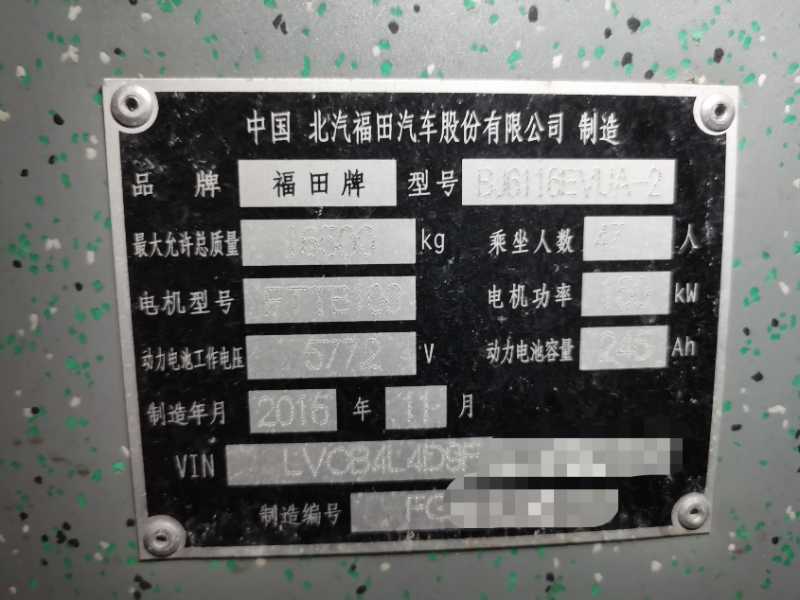 中国 北汽福田汽车股份有限公司 制造
品牌 福田牌 型号 BJ6116EVUA-2
最大允许总质量 kg 乘坐人数 人
电机型号 电机功率 kW
动力电池工作电压 577.2 V 动力电池容量 245 Ah
制造年月 2015 年 11 月
VIN LVCB4L4D9F
制造编号 FC